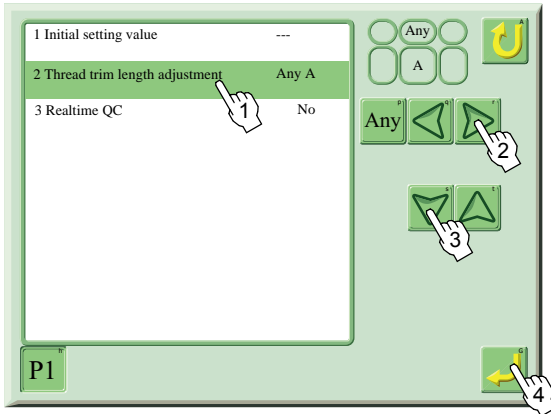 1 Initial setting value ---
2 Thread trim length adjustment Any A
3 Realtime QC No
Any
A
A
p
Any
q
r
s
t
h
P1
G
1
2
3
4